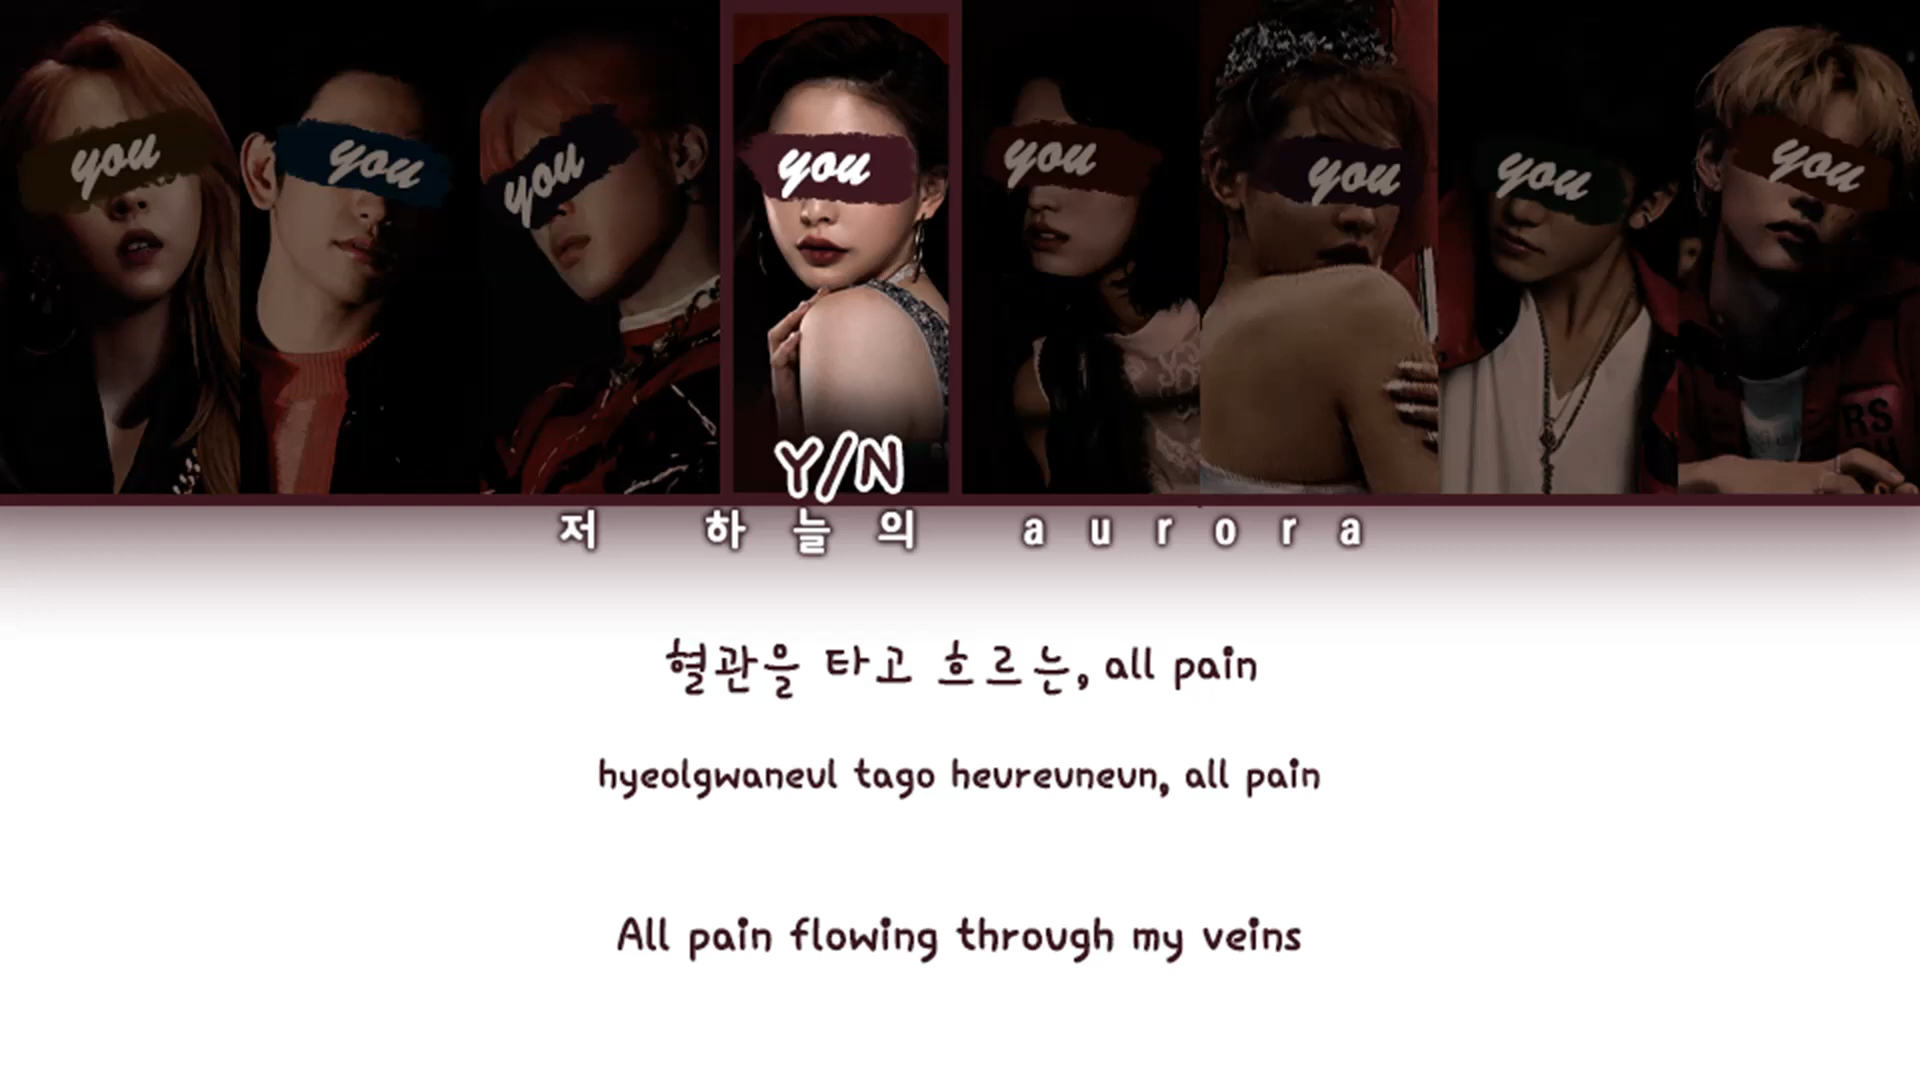 you you you you you you you you
RS
Y/N
저 하늘의 aurora
혈관을 타고 흐르는, all pain
hyeolgwaneul tago heureuneun, all pain
All pain flowing through my veins